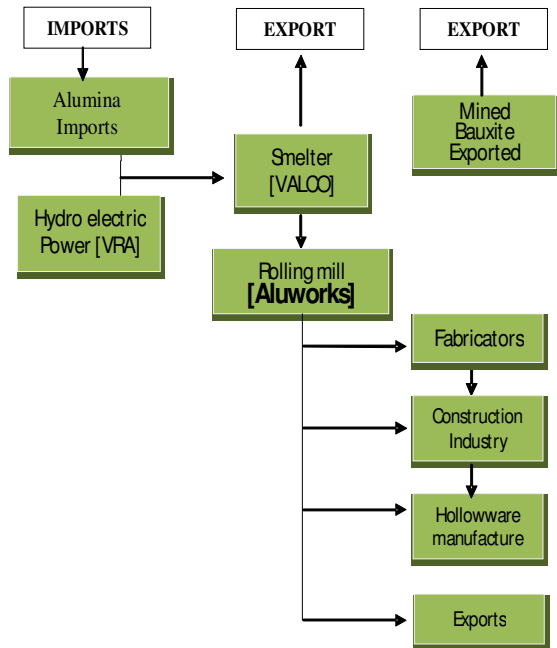 IMPORTS
EXPORT
EXPORT
Alumina
Imports
Mined
Bauxite
Exported
Smelter
[VALCO]
Hydro electric
Power [VRA]
Rolling mill
[Aluworks]
Fabricators
Construction
Industry
Hollowware
manufacture
Exports